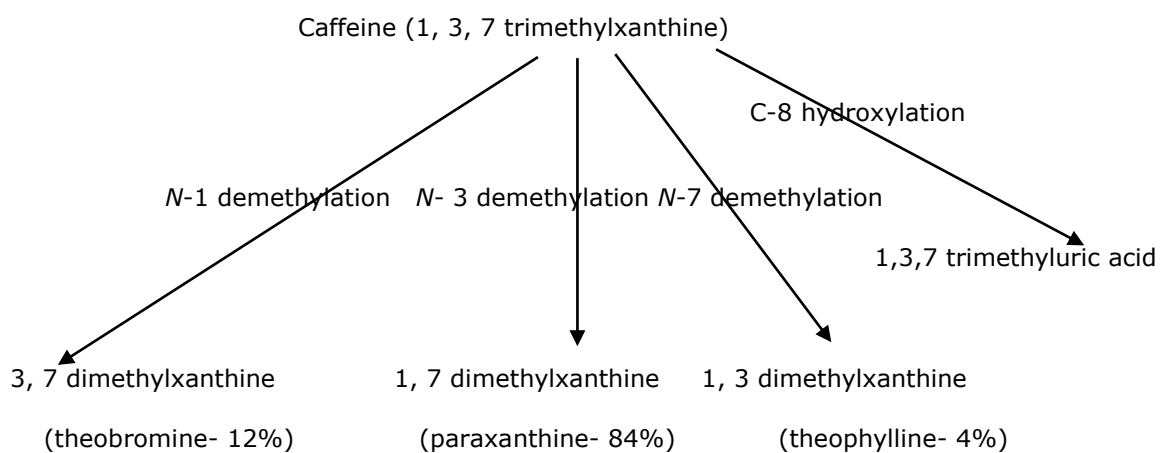 Caffeine (1, 3, 7 trimethylxanthine)
C-8 hydroxylation
N-1 demethylation
N- 3 demethylation
N-7 demethylation
1,3,7 trimethyluric acid
3, 7 dimethylxanthine
1, 7 dimethylxanthine
1, 3 dimethylxanthine
(theobromine- 12%)
(paraxanthine- 84%)
(theophylline- 4%)